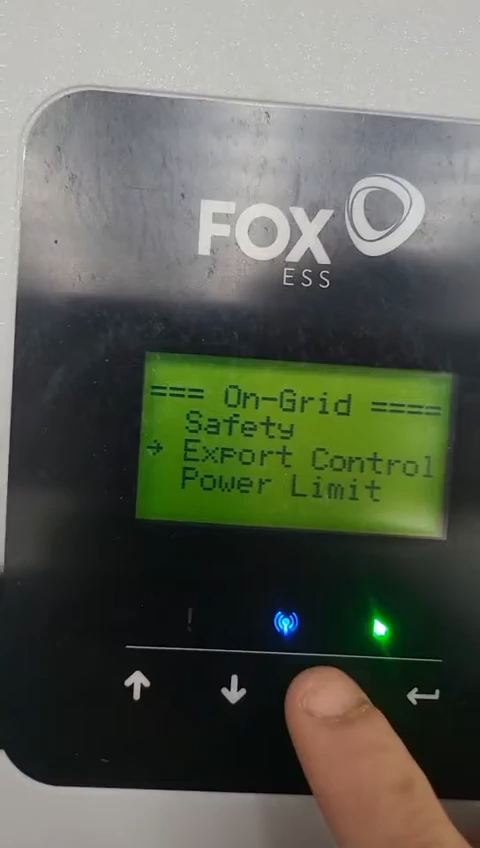 FOX
ESS
=== On-Grid ====
Safety
→ Export Control
Power Limit